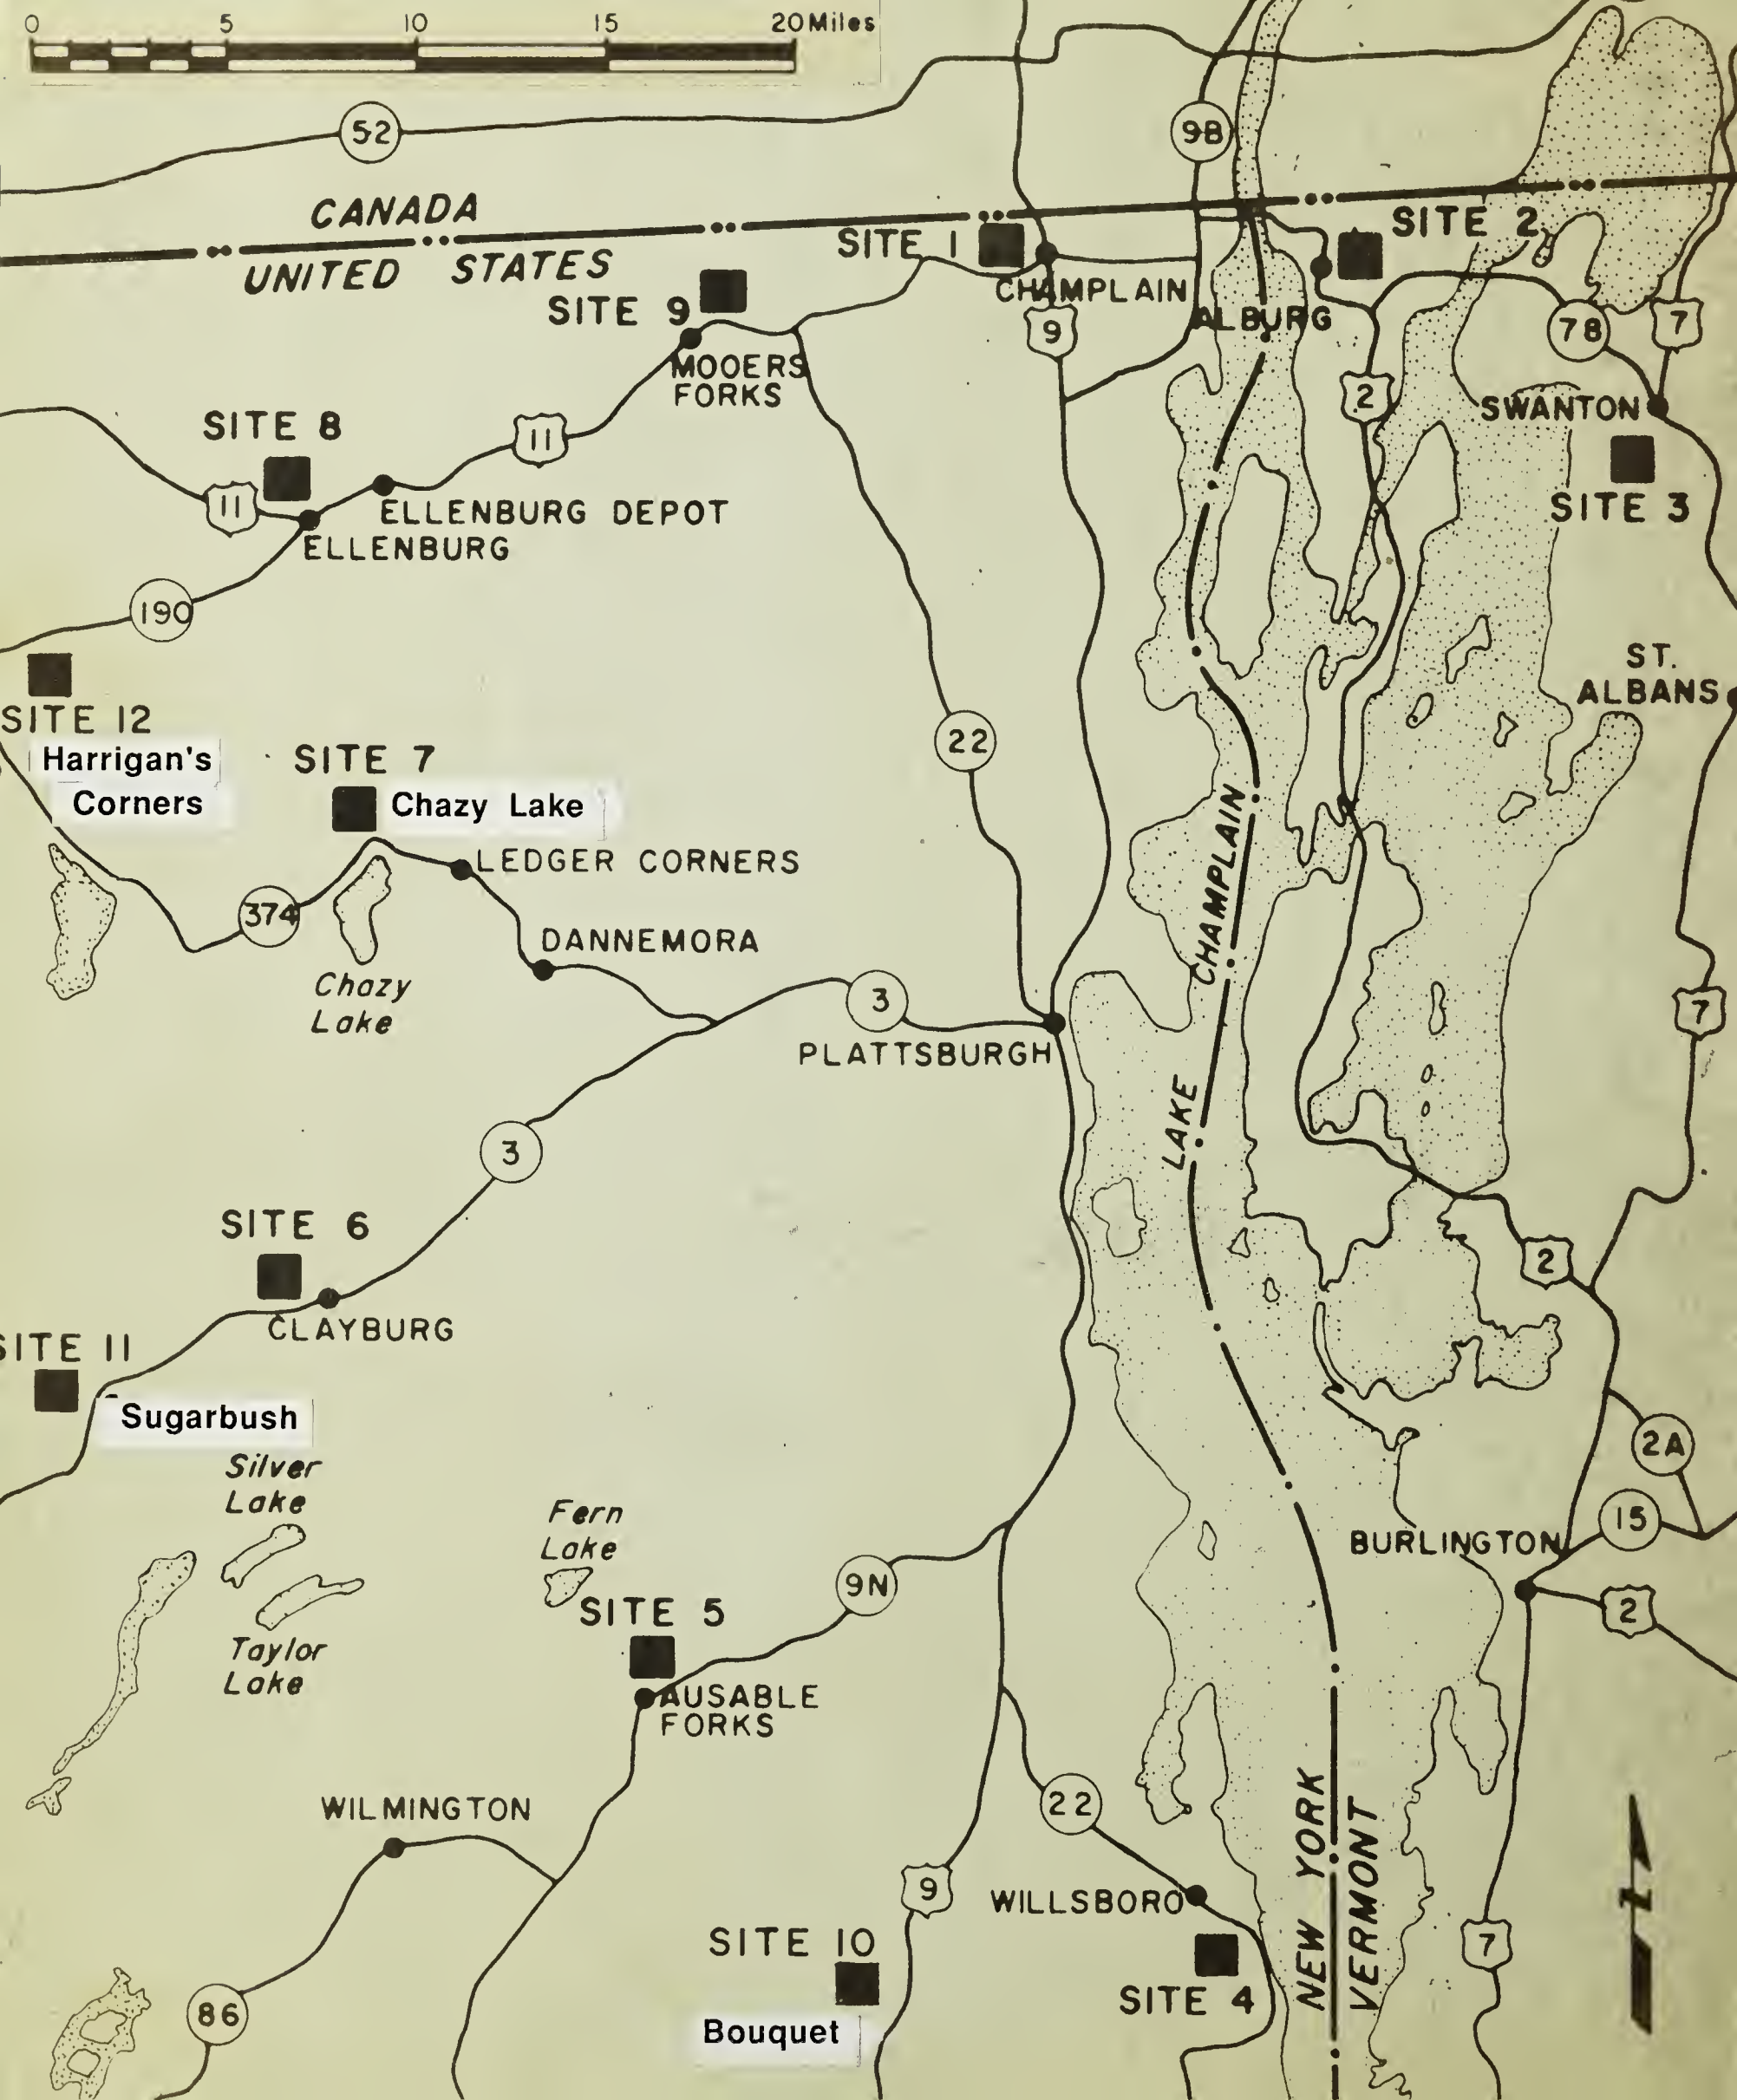 0 5 10 15 20 Miles
52
9B
CANADA
UNITED STATES
SITE 1
SITE 2
CHAMPLAIN
SITE 9
ALBURG
9
78
7
MOOERS
FORKS
2
SWANTON
SITE 8
11
11
ELLENBURG DEPOT
SITE 3
ELLENBURG
190
ST.
ALBANS
SITE 12
Harrigan's
Corners
22
SITE 7
Chazy Lake
LEDGER CORNERS
374
DANNEMORA
Chazy
Lake
3
PLATTSBURGH
LAKE CHAMPLAIN
7
3
SITE 6
2
CLAYBURG
SITE 11
Sugarbush
2A
Silver
Lake
Fern
Lake
15
BURLINGTON
9N
SITE 5
2
Taylor
Lake
AUSABLE
FORKS
WILMINGTON
22
NEW YORK
VERMONT
9
WILLSBORO
SITE 10
7
SITE 4
86
Bouquet